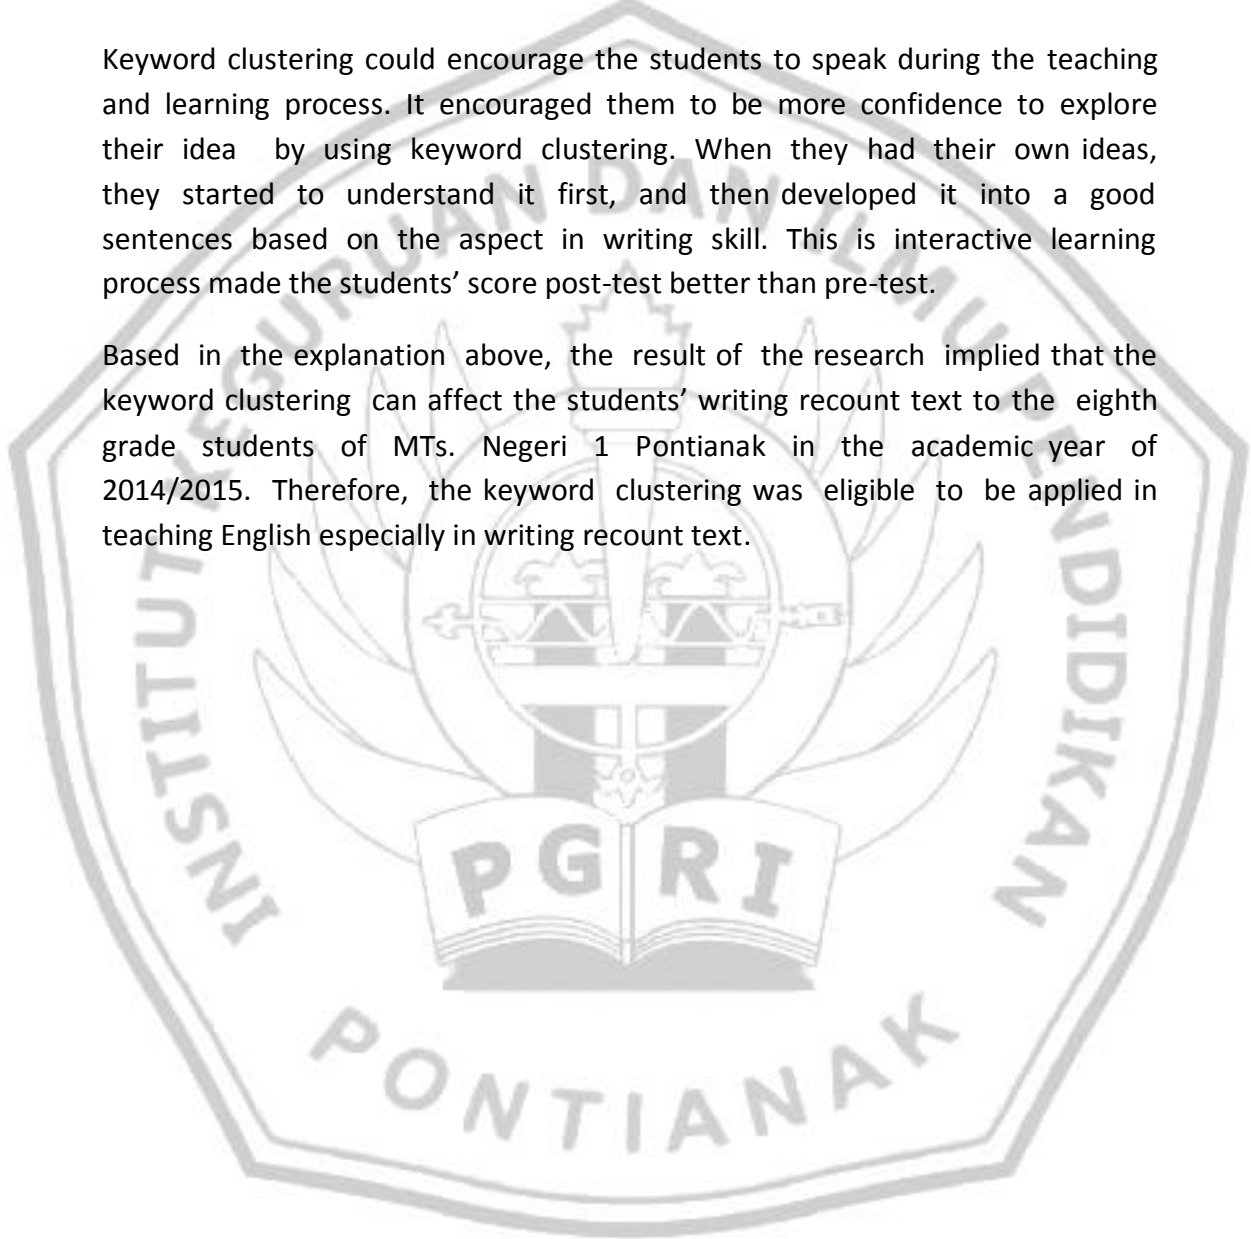 Keyword clustering could encourage the students to speak during the teaching
and learning process. It encouraged them to be more confidence to explore
their idea by using keyword clustering. When they had their own ideas,
they started to understand it first, and then developed it into a good
sentences based on the aspect in writing skill. This is interactive learning
process made the students’ score post-test better than pre-test.
Based in the explanation above, the result of the research implied that the
keyword clustering can affect the students’ writing recount text to the eighth
grade students of MTs. Negeri 1 Pontianak in the academic year of
2014/2015. Therefore, the keyword clustering was eligible to be applied in
teaching English especially in writing recount text.
INSTITUT KEGURUAN DAN ILMU PENDIDIKAN
PGRI
PONTIANAK